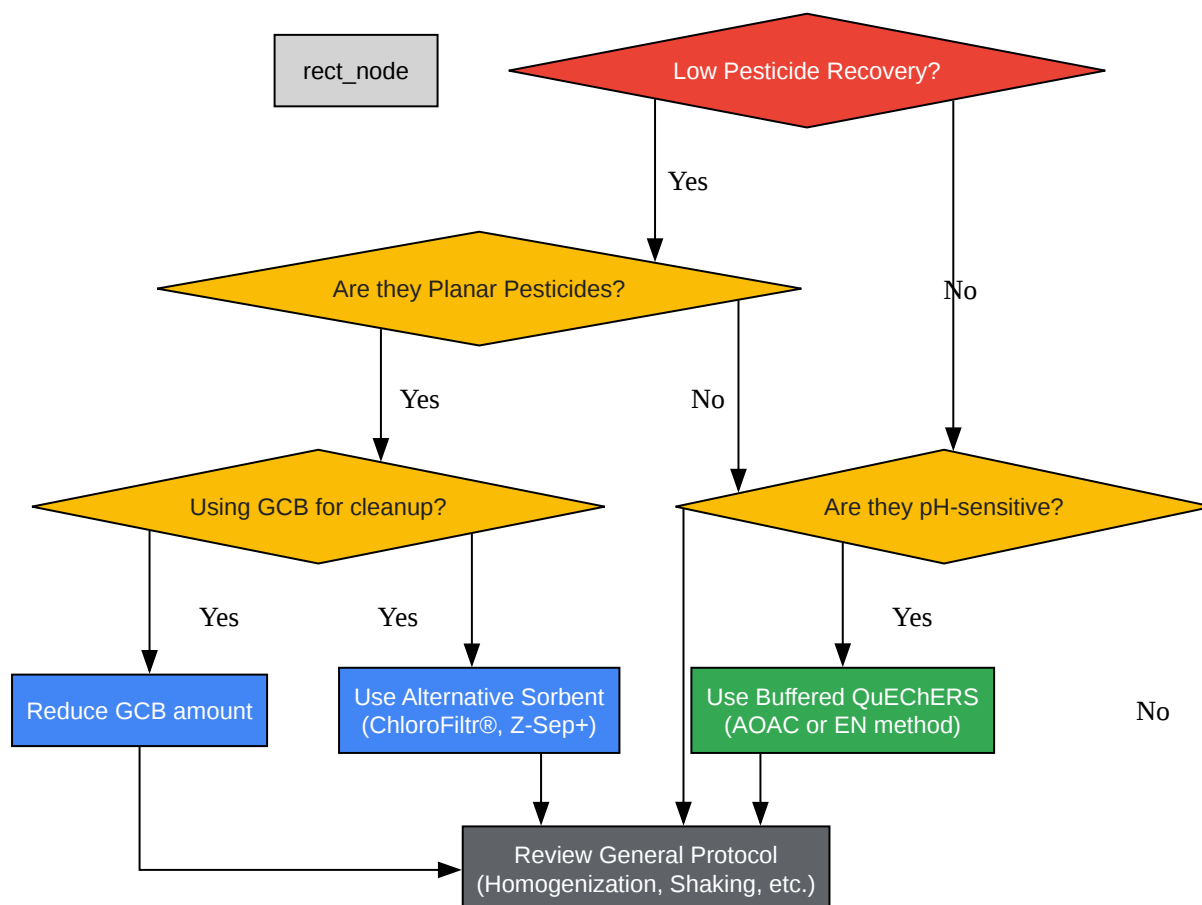 rect_node
Low Pesticide Recovery?
Yes
Are they Planar Pesticides?
No
Yes
No
Using GCB for cleanup?
Are they pH-sensitive?
Yes
Yes
Yes
Reduce GCB amount
Use Alternative Sorbent
(ChloroFiltr®, Z-Sep+)
Use Buffered QuEChERS
(AOAC or EN method)
No
Review General Protocol
(Homogenization, Shaking, etc.)